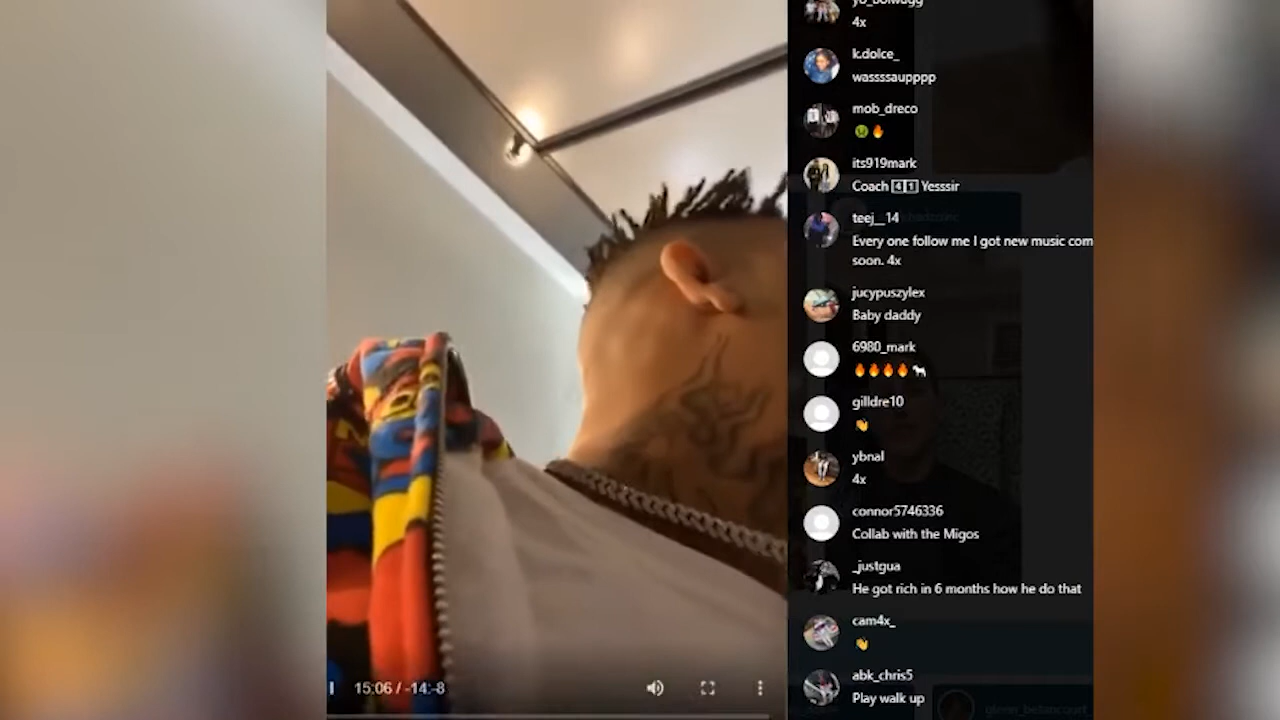 4x
k.dolce_
wasssssaupppp
mob_dreco
🤢🔥
its919mark
Coach 4️⃣1️⃣ Yesssir
teej__14
Every one follow me I got new music com
soon. 4x
jucypuszylex
Baby daddy
6980_mark
🔥🔥🔥🔥🐐
gilldre10
👏
ybnal
4x
connor5746336
Collab with the Migos
_justgua
He got rich in 6 months how he do that
cam4x_
👏
abk_chris5
Play walk up
15:06 / -14:-8